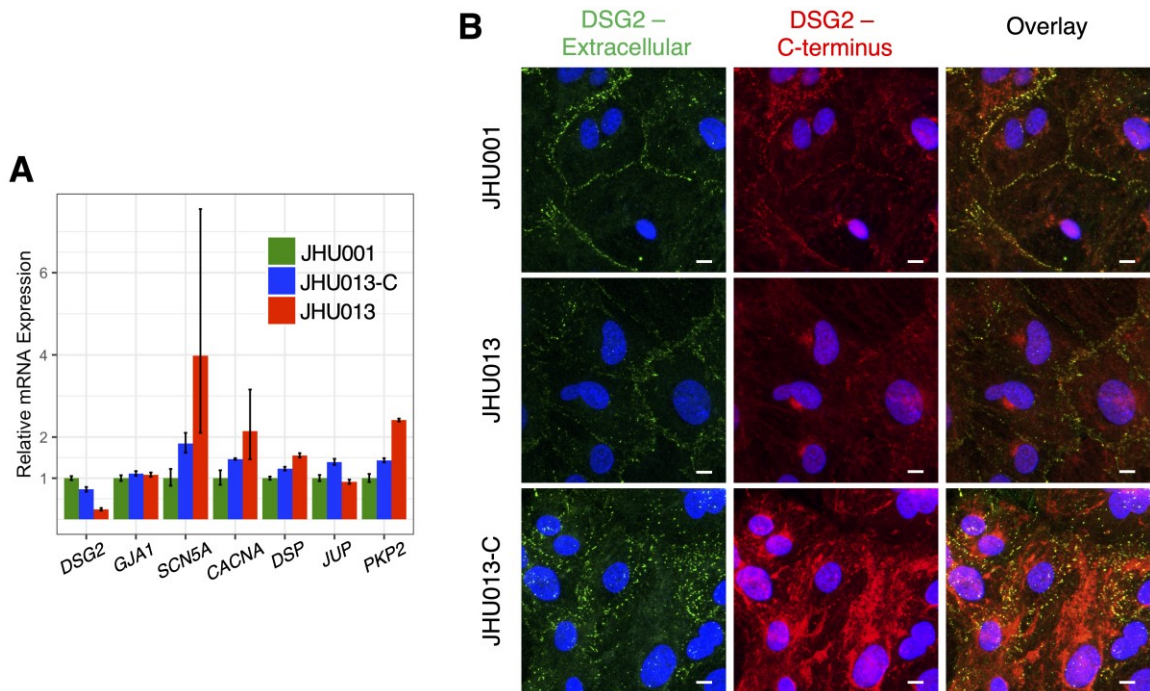 A
Relative mRNA Expression
6
4
2
1
JHU001
JHU013-C
JHU013
DSG2
GJA1
SCN5A
CACNA
DSP
JUP
PKP2
B
DSG2 –
Extracellular
DSG2 –
C-terminus
Overlay
JHU001
JHU013
JHU013-C